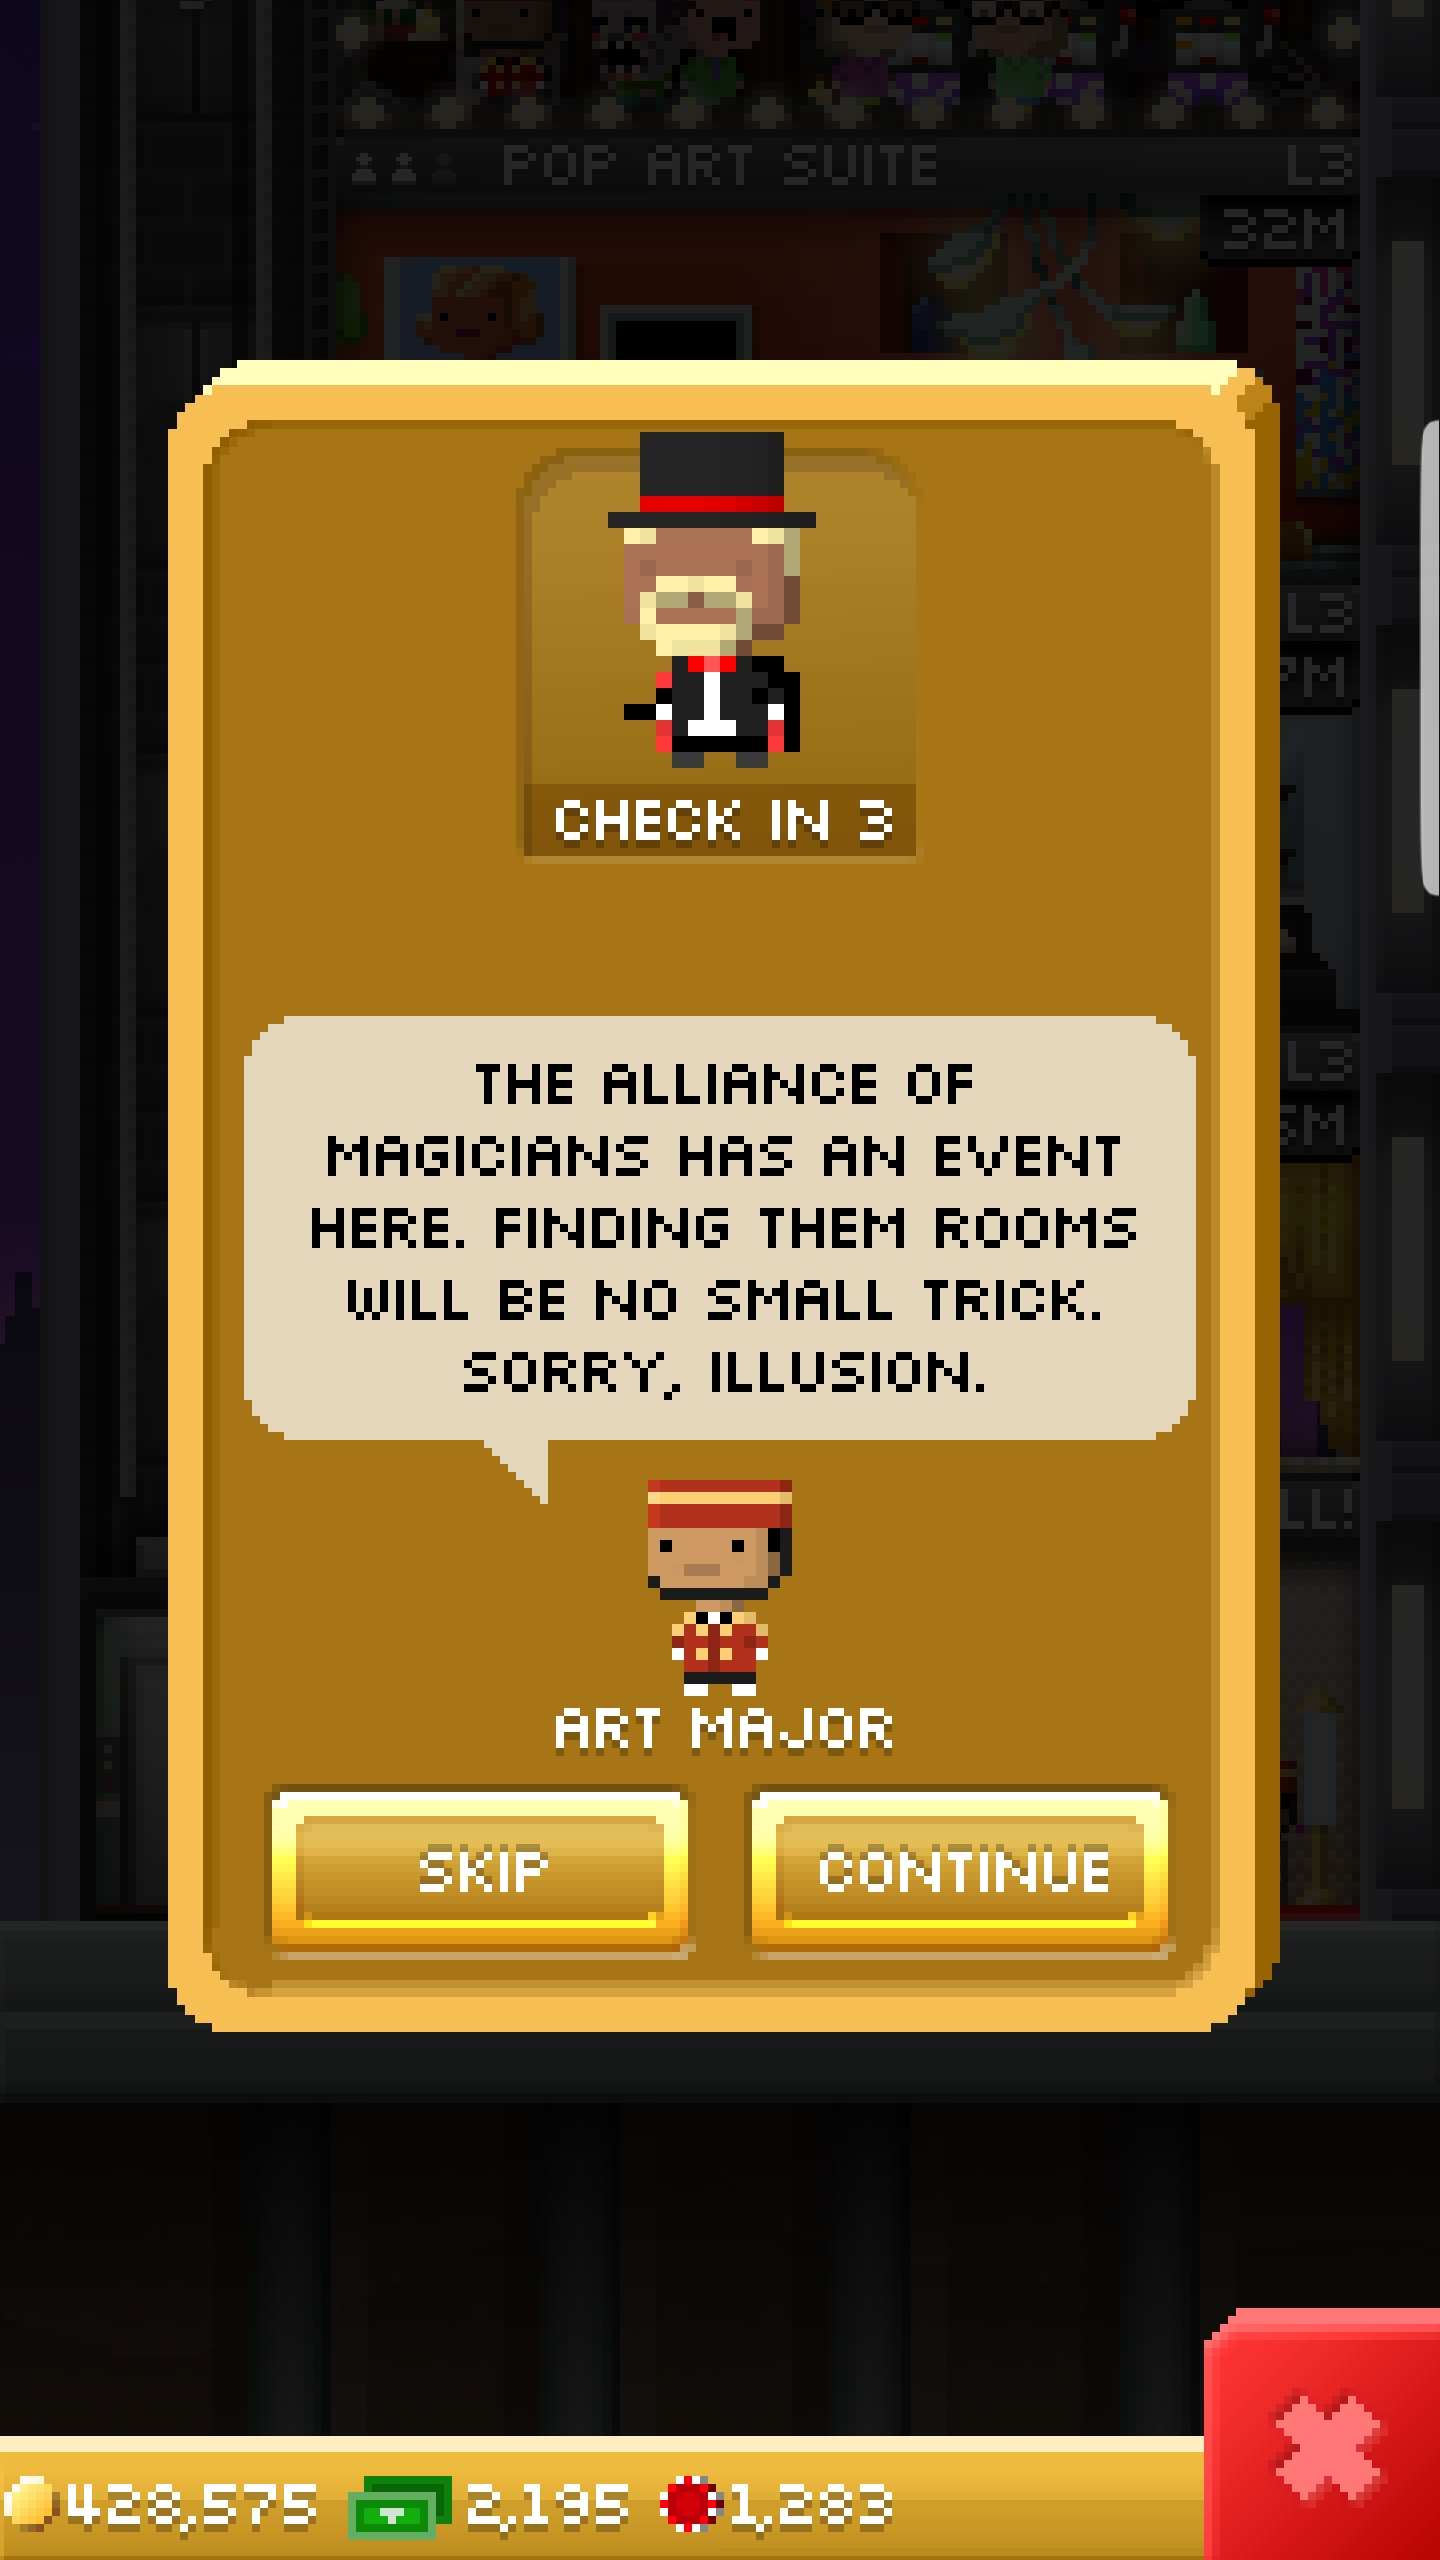 POP ART SUITE L3
32M
L3
PM
CHECK IN 3
L3
5M
THE ALLIANCE OF
MAGICIANS HAS AN EVENT
HERE. FINDING THEM ROOMS
WILL BE NO SMALL TRICK.
SORRY, ILLUSION.
LL!
ART MAJOR
SKIP CONTINUE
428,575 2,195 1,283